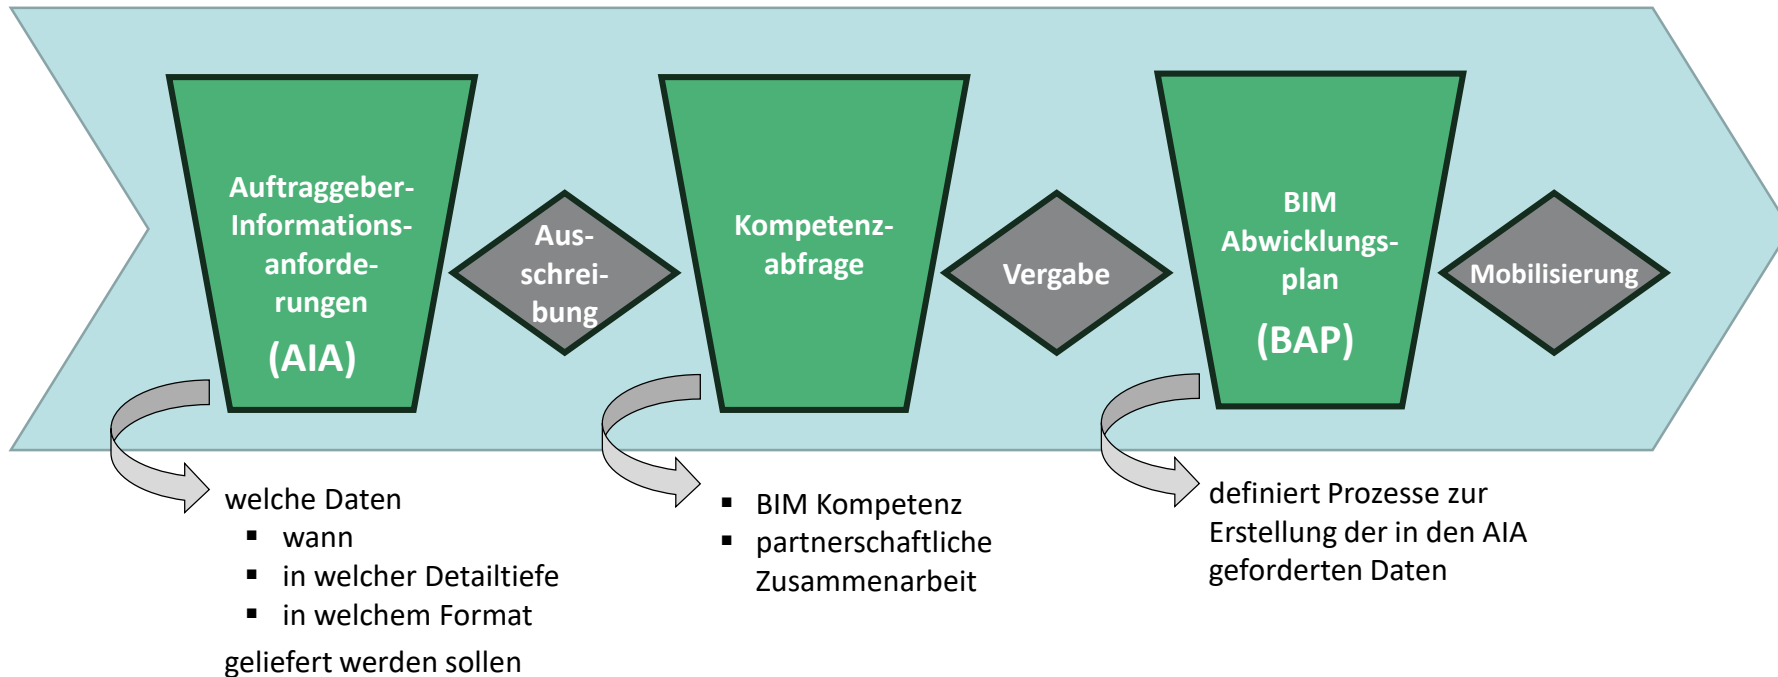 Auftraggeber-
Informations-
anforde-
rungen
(AIA)
Aus-
schrei-
bung
Kompetenz-
abfrage
Vergabe
BIM
Abwicklungs-
plan
(BAP)
Mobilisierung
welche Daten
▪ wann
▪ in welcher Detailtiefe
▪ in welchem Format
geliefert werden sollen
▪ BIM Kompetenz
▪ partnerschaftliche
Zusammenarbeit
definiert Prozesse zur
Erstellung der in den AIA
geforderten Daten